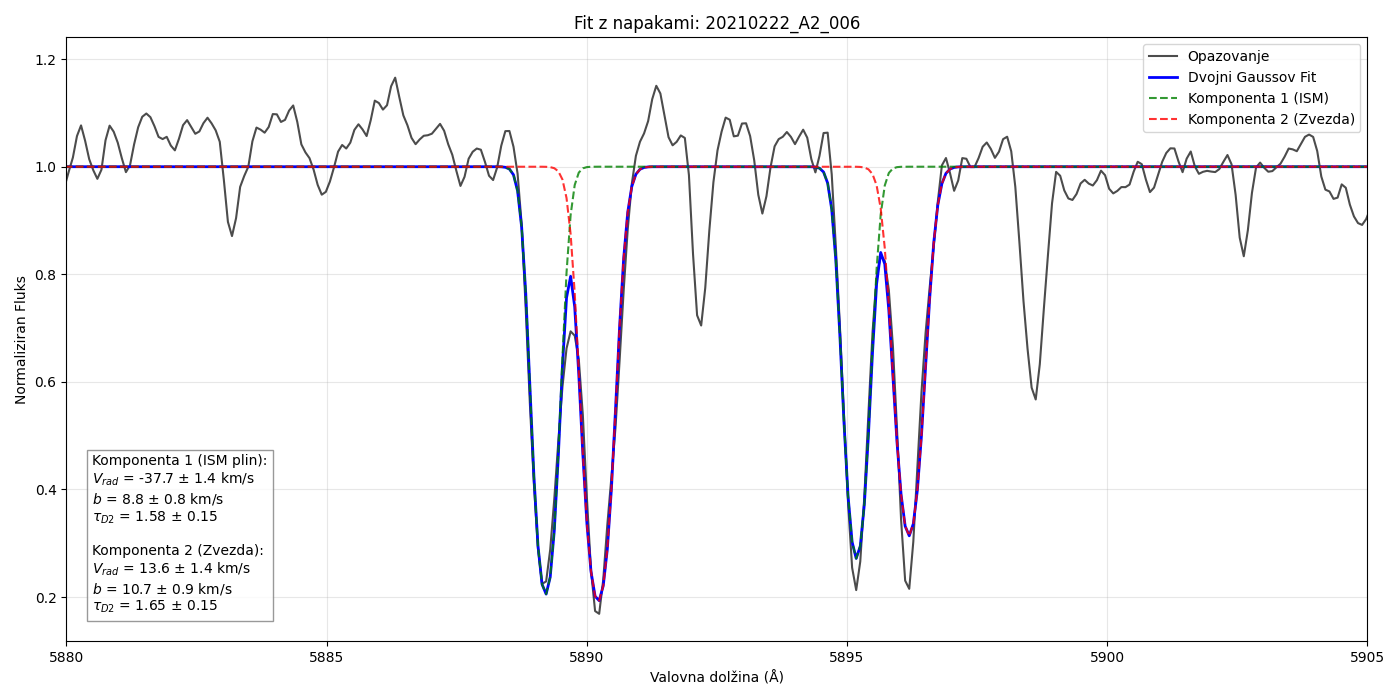 Fit z napakami: 20210222_A2_006
Normaliziran Fluks
1.2
1.0
0.8
0.6
0.4
0.2
Opazovanje
Dvojni Gaussov Fit
Komponenta 1 (ISM)
Komponenta 2 (Zvezda)
Komponenta 1 (ISM plin):
V_rad = -37.7 ± 1.4 km/s
b = 8.8 ± 0.8 km/s
τ_D2 = 1.58 ± 0.15
Komponenta 2 (Zvezda):
V_rad = 13.6 ± 1.4 km/s
b = 10.7 ± 0.9 km/s
τ_D2 = 1.65 ± 0.15
5880 5885 5890 5895 5900 5905
Valovna dolžina (Å)